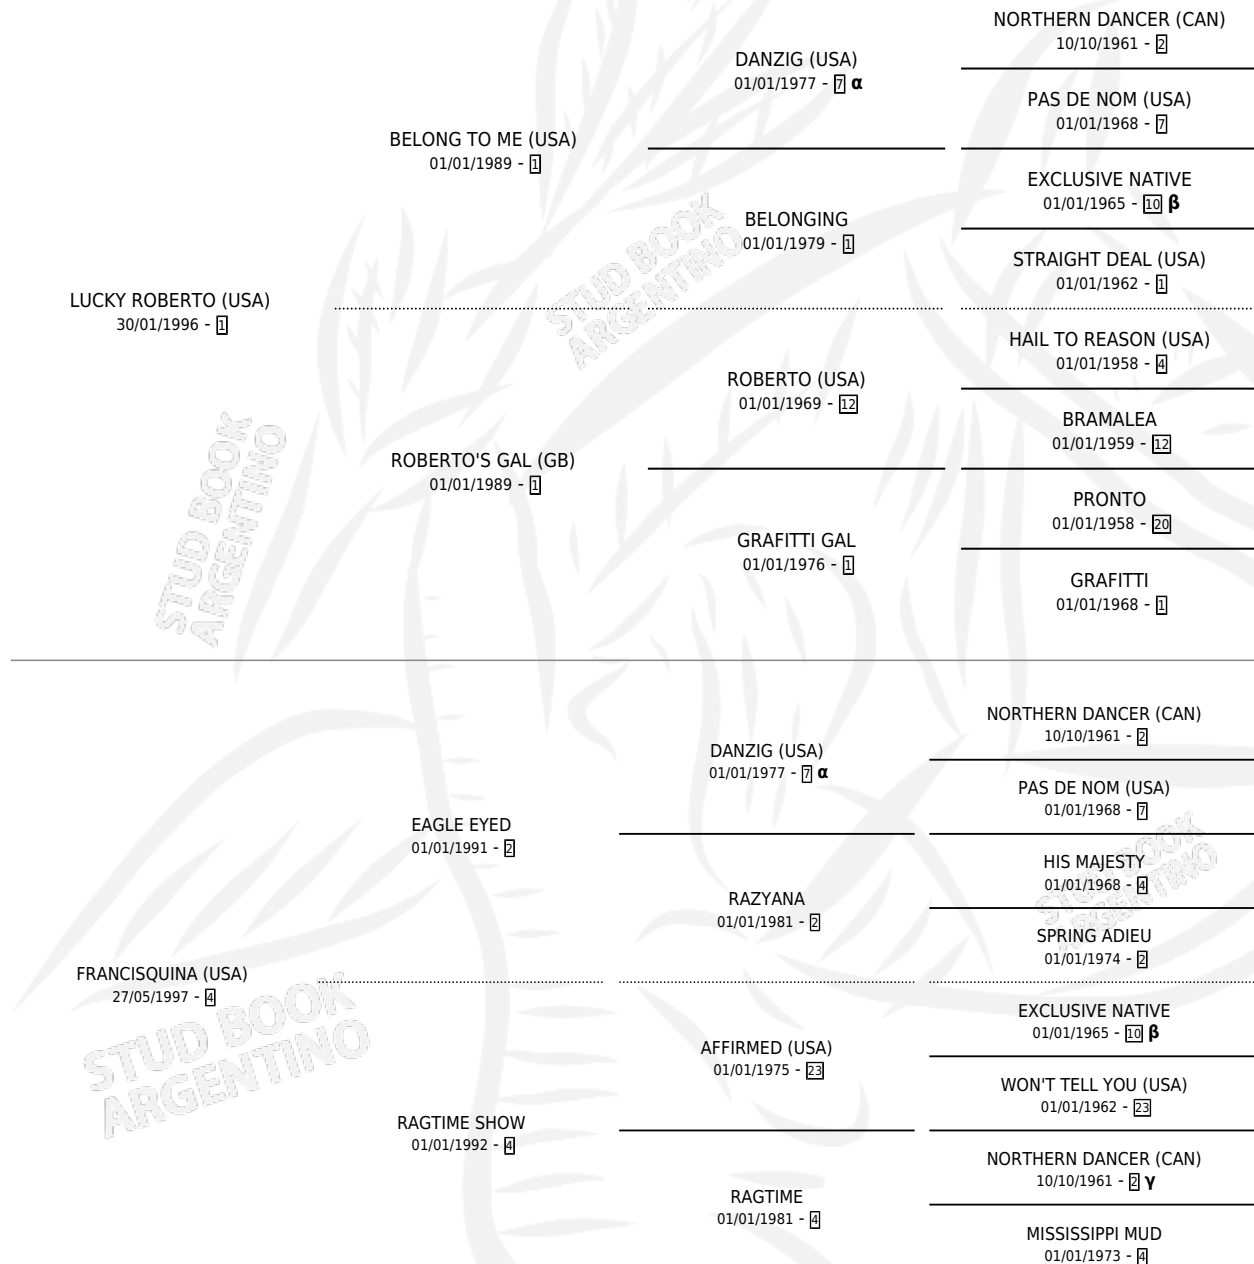 NORTHERN DANCER (CAN)
10/10/1961 - 2
DANZIG (USA)
01/01/1977 - 7 α
PAS DE NOM (USA)
01/01/1968 - 7
BELONG TO ME (USA)
01/01/1989 - 1
EXCLUSIVE NATIVE
01/01/1965 - 10 β
BELONGING
01/01/1979 - 1
STRAIGHT DEAL (USA)
01/01/1962 - 1
LUCKY ROBERTO (USA)
30/01/1996 - 1
HAIL TO REASON (USA)
01/01/1958 - 4
ROBERTO (USA)
01/01/1969 - 12
BRAMALEA
01/01/1959 - 12
ROBERTO'S GAL (GB)
01/01/1989 - 1
PRONTO
01/01/1958 - 20
GRAFITTI GAL
01/01/1976 - 1
GRAFITTI
01/01/1968 - 1
NORTHERN DANCER (CAN)
10/10/1961 - 2
DANZIG (USA)
01/01/1977 - 7 α
PAS DE NOM (USA)
01/01/1968 - 7
EAGLE EYED
01/01/1991 - 2
HIS MAJESTY
01/01/1968 - 4
RAZYANA
01/01/1981 - 2
SPRING ADIEU
01/01/1974 - 2
FRANCISQUINA (USA)
27/05/1997 - 4
EXCLUSIVE NATIVE
01/01/1965 - 10 β
AFFIRMED (USA)
01/01/1975 - 23
WON'T TELL YOU (USA)
01/01/1962 - 23
RAGTIME SHOW
01/01/1992 - 4
NORTHERN DANCER (CAN)
10/10/1961 - 2 γ
RAGTIME
01/01/1981 - 4
MISSISSIPPI MUD
01/01/1973 - 4
STUD BOOK
ARGENTINO
STUD BOOK
ARGENTINO
STUD BOOK
ARGENTINO
STUD BOOK
ARGENTINO